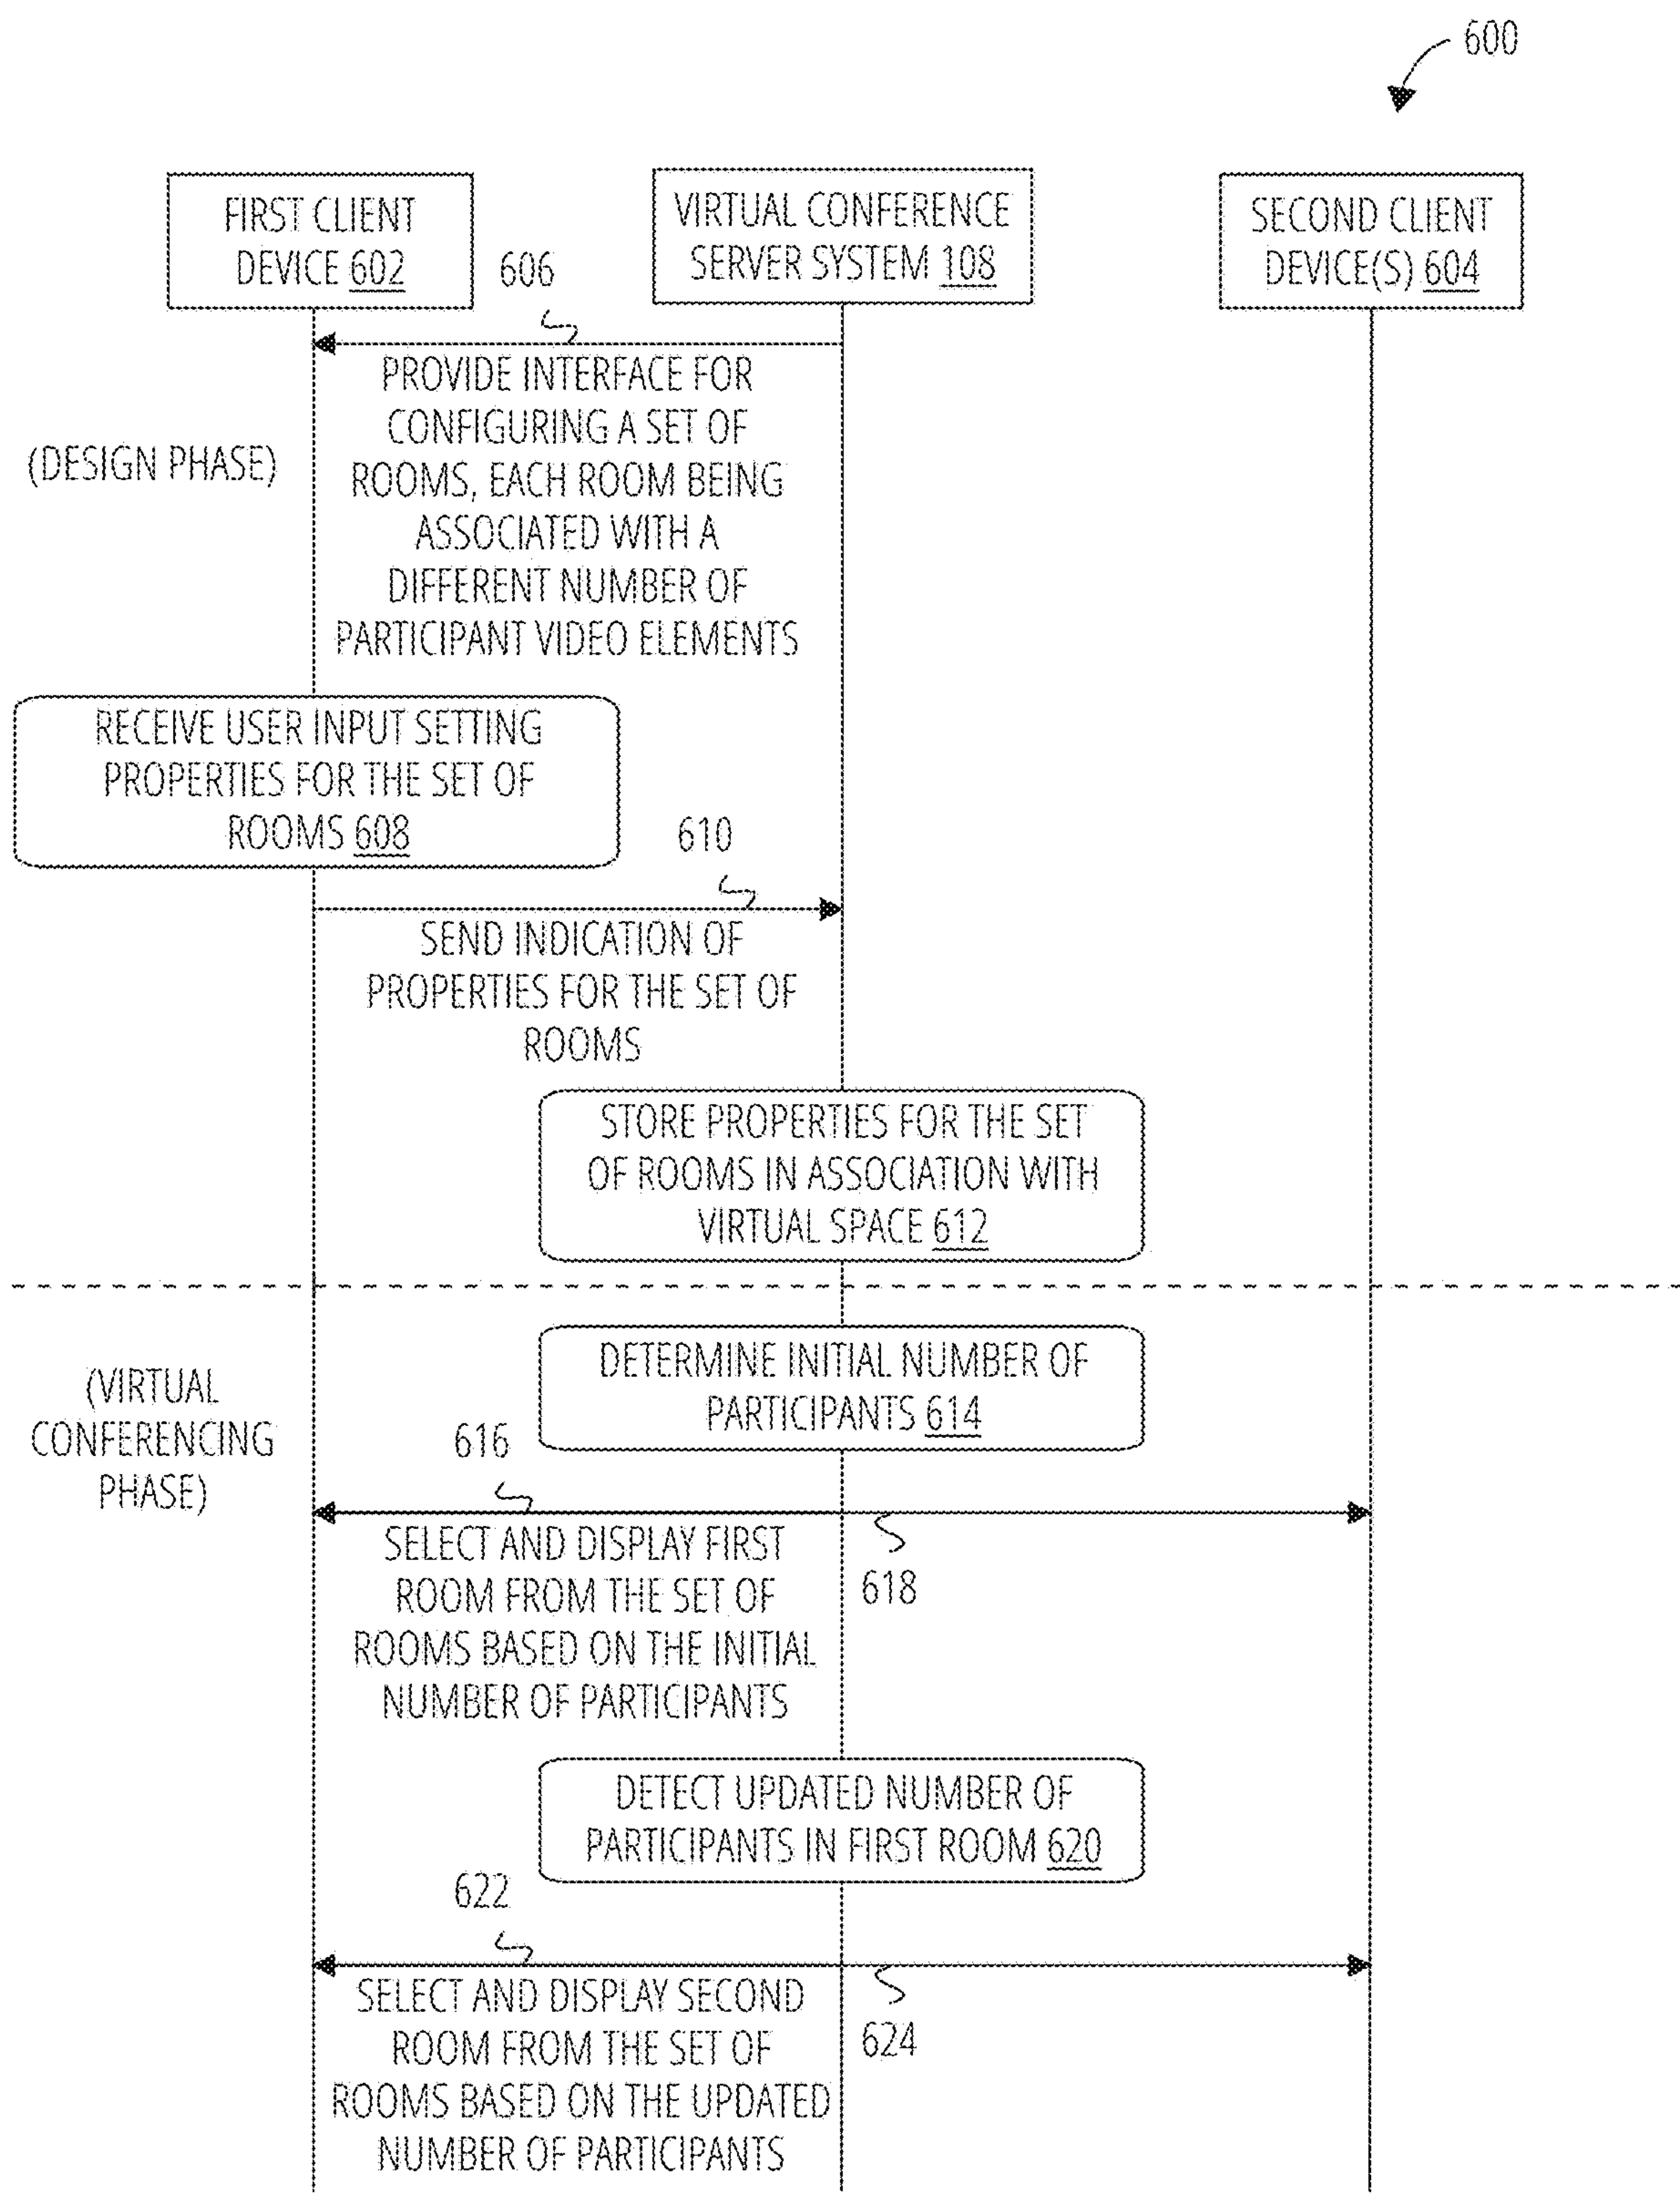 600
FIRST CLIENT
DEVICE 602
VIRTUAL CONFERENCE
SERVER SYSTEM 108
SECOND CLIENT
DEVICE(S) 604
606
PROVIDE INTERFACE FOR
CONFIGURING A SET OF
ROOMS, EACH ROOM BEING
ASSOCIATED WITH A
DIFFERENT NUMBER OF
PARTICIPANT VIDEO ELEMENTS
(DESIGN PHASE)
RECEIVE USER INPUT SETTING
PROPERTIES FOR THE SET OF
ROOMS 608
610
SEND INDICATION OF
PROPERTIES FOR THE SET OF
ROOMS
STORE PROPERTIES FOR THE SET
OF ROOMS IN ASSOCIATION WITH
VIRTUAL SPACE 612
(VIRTUAL
CONFERENCING
PHASE)
DETERMINE INITIAL NUMBER OF
PARTICIPANTS 614
616
SELECT AND DISPLAY FIRST
ROOM FROM THE SET OF
ROOMS BASED ON THE INITIAL
NUMBER OF PARTICIPANTS
618
DETECT UPDATED NUMBER OF
PARTICIPANTS IN FIRST ROOM 620
622
SELECT AND DISPLAY SECOND
ROOM FROM THE SET OF
ROOMS BASED ON THE UPDATED
NUMBER OF PARTICIPANTS
624